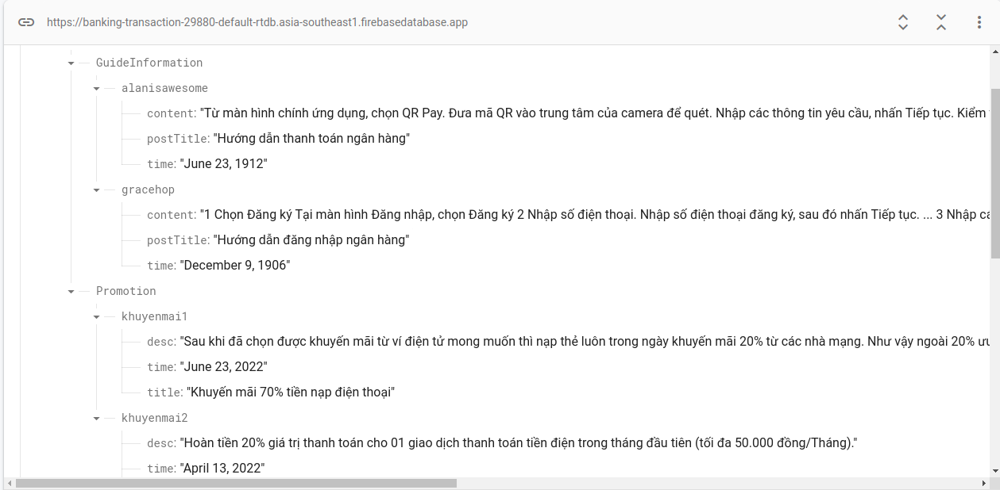 https://banking-transaction-29880-default-rtdb.asia-southeast1.firebasedatabase.app
GuideInformation
alanisawesome
content: "Từ màn hình chính ứng dụng, chọn QR Pay. Đưa mã QR vào trung tâm của camera để quét. Nhập các thông tin yêu cầu, nhấn Tiếp tục. Kiểm
postTitle: "Hướng dẫn thanh toán ngân hàng"
time: "June 23, 1912"
gracehop
content: "1 Chọn Đăng ký Tại màn hình Đăng nhập, chọn Đăng ký 2 Nhập số điện thoại. Nhập số điện thoại đăng ký, sau đó nhấn Tiếp tục. ... 3 Nhập
postTitle: "Hướng dẫn đăng nhập ngân hàng"
time: "December 9, 1906"
Promotion
khuyenmai1
desc: "Sau khi đã chọn được khuyến mãi từ ví điện tử mong muốn thì nạp thẻ luôn trong ngày khuyến mãi 20% từ các nhà mạng. Như vậy ngoài 20% ưu
time: "June 23, 2022"
title: "Khuyến mãi 70% tiền nạp điện thoại"
khuyenmai2
desc: "Hoàn tiền 20% giá trị thanh toán cho 01 giao dịch thanh toán tiền điện trong tháng đầu tiên (tối đa 50.000 đồng/Tháng)."
time: "April 13, 2022"